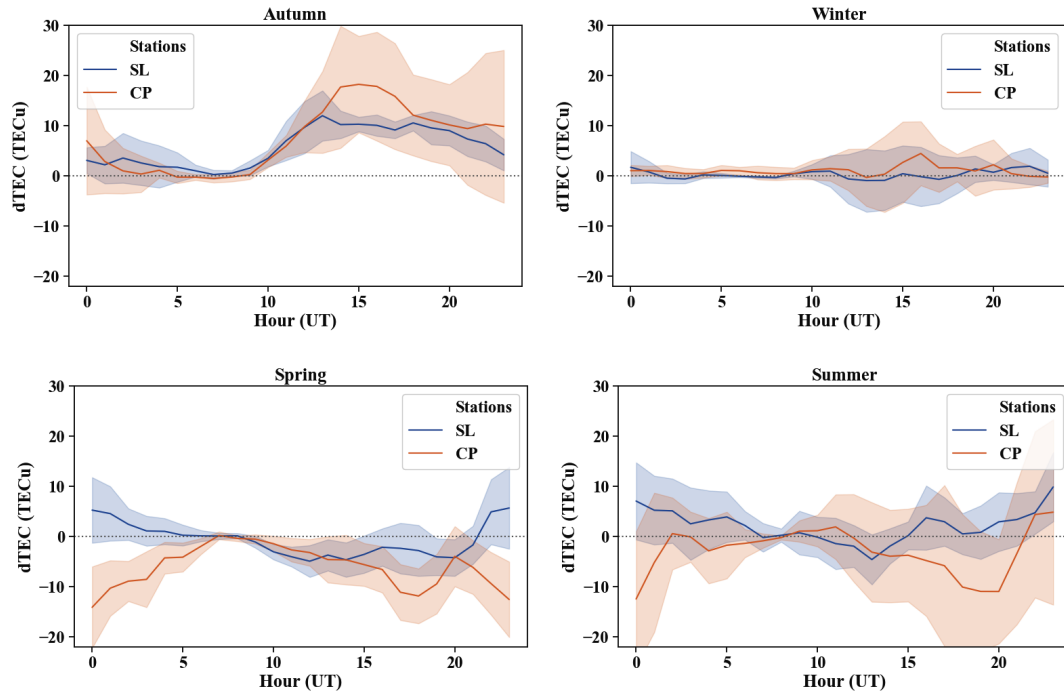 Autumn
30
20
10
0
−10
−20
dTEC (TECu)
Stations
SL
CP
0
5
10
15
20
Hour (UT)
Winter
30
20
10
0
−10
−20
dTEC (TECu)
Stations
SL
CP
0
5
10
15
20
Hour (UT)
Spring
30
20
10
0
−10
−20
dTEC (TECu)
Stations
SL
CP
0
5
10
15
20
Hour (UT)
Summer
30
20
10
0
−10
−20
dTEC (TECu)
Stations
SL
CP
0
5
10
15
20
Hour (UT)